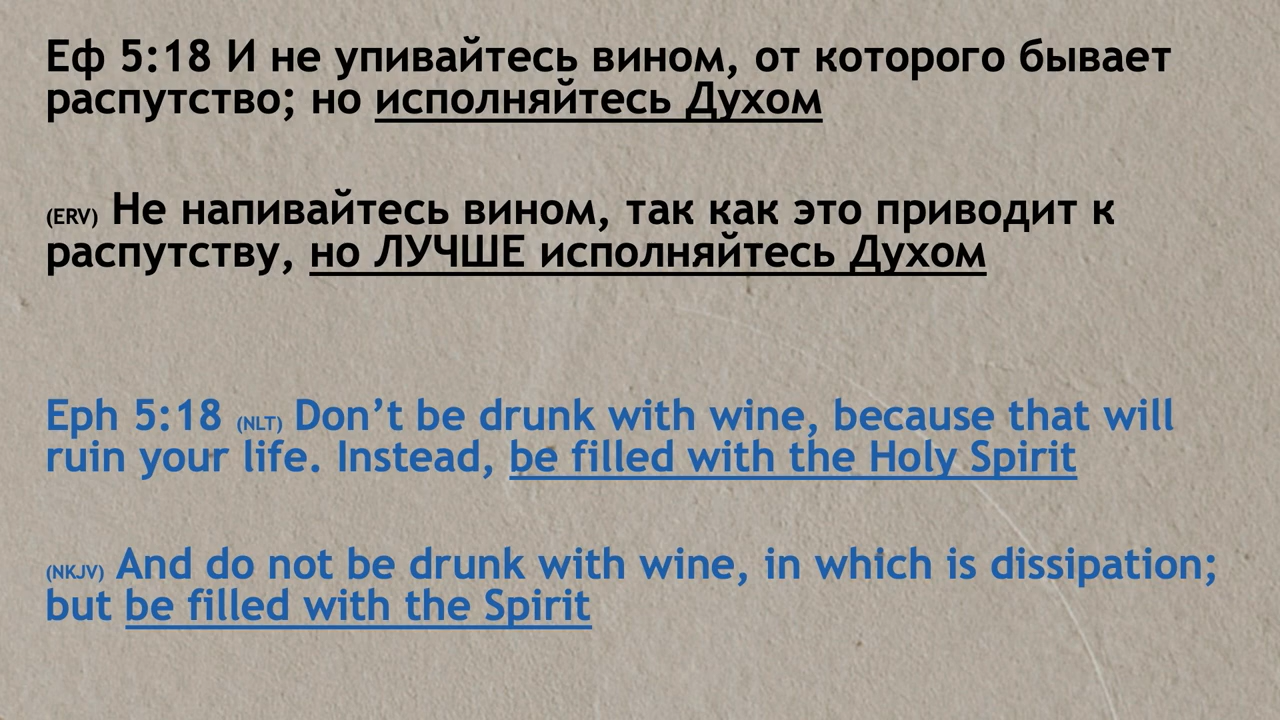 Еф 5:18 И не упивайтесь вином, от которого бывает
распутство; но исполняйтесь Духом
(ERV) Не напивайтесь вином, так как это приводит к
распутству, но ЛУЧШЕ исполняйтесь Духом
Eph 5:18 (NLT) Don’t be drunk with wine, because that will
ruin your life. Instead, be filled with the Holy Spirit
(NKJV) And do not be drunk with wine, in which is dissipation;
but be filled with the Spirit